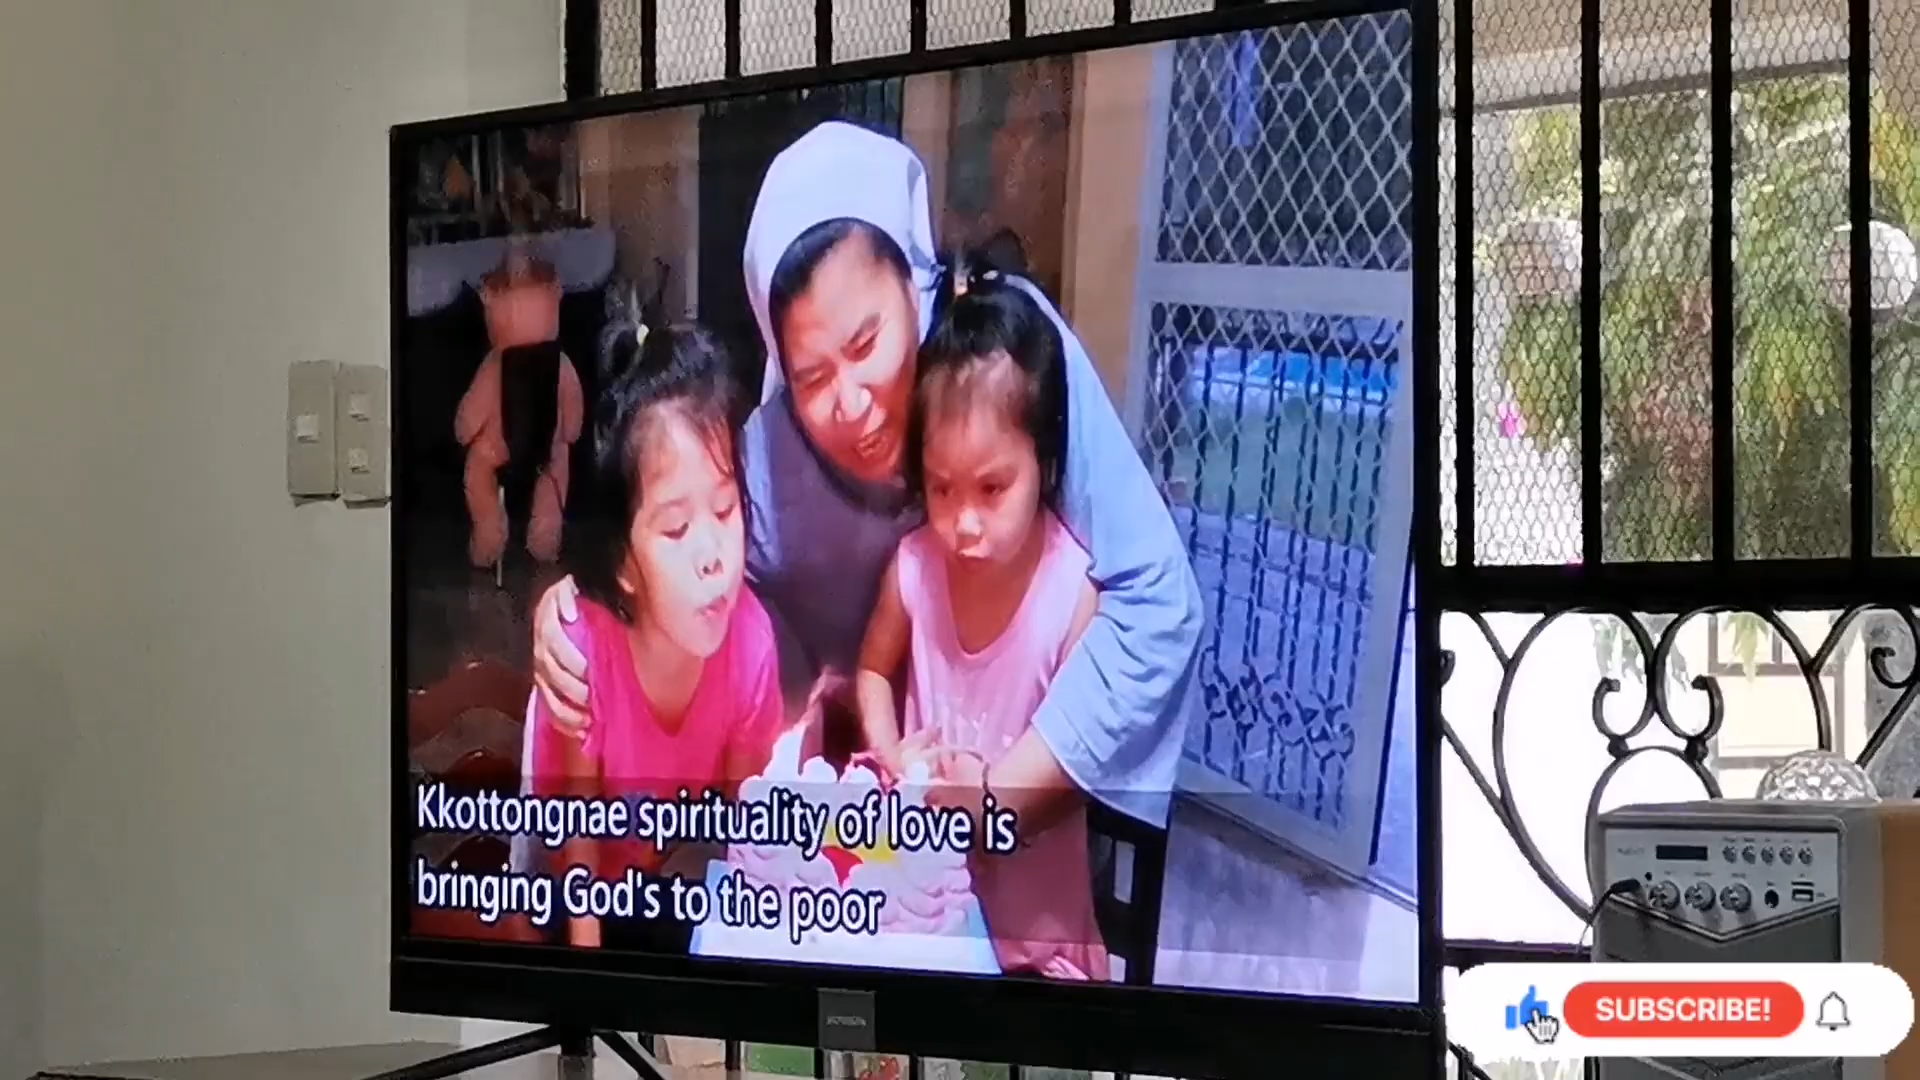 Kkottongnae spirituality of love is
bringing God's to the poor
SUBSCRIBE!